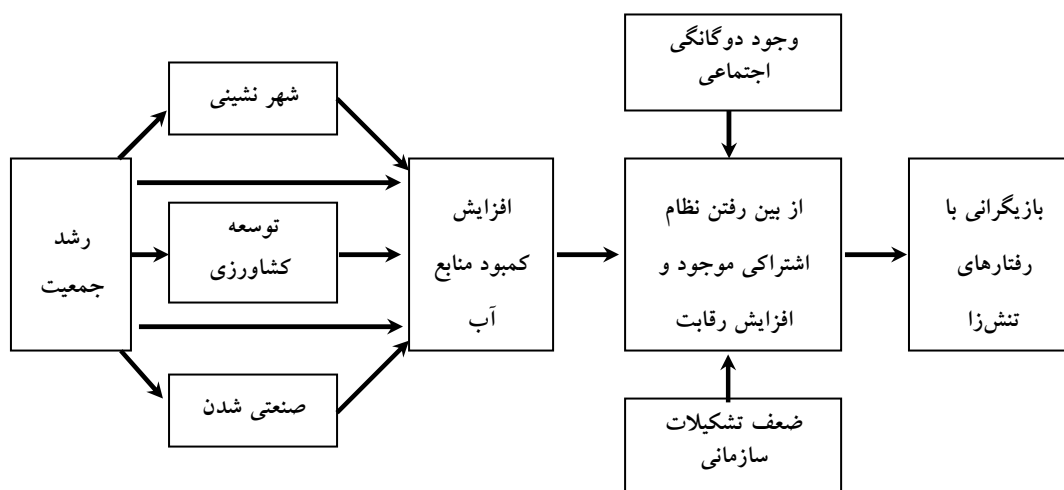 رشد
جمعیت
شهر نشینی
توسعه
کشاورزی
صنعتی شدن
افزایش
کمبود منابع
آب
وجود دوگانگی
اجتماعی
از بین رفتن نظام
اشتراکی موجود و
افزایش رقابت
ضعف تشکیلات
سازمانی
بازیگرانی با
رفتارهای
تنش‌زا